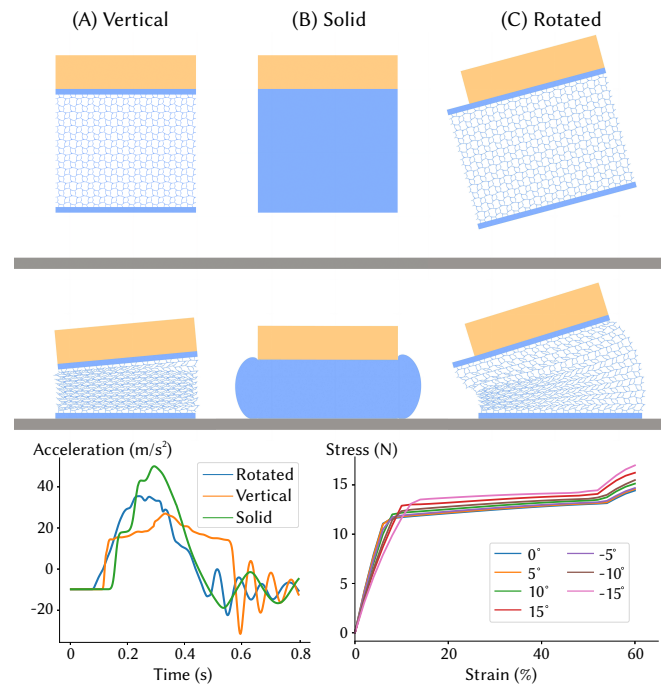 (A) Vertical (B) Solid (C) Rotated
Acceleration (m/s²)
Rotated
Vertical
Solid
40
20
0
-20
0 0.2 0.4 0.6 0.8
Time (s)
Stress (N)
15
10
5
0
0° -5°
5° -10°
10° -15°
15°
0 20 40 60
Strain (%)